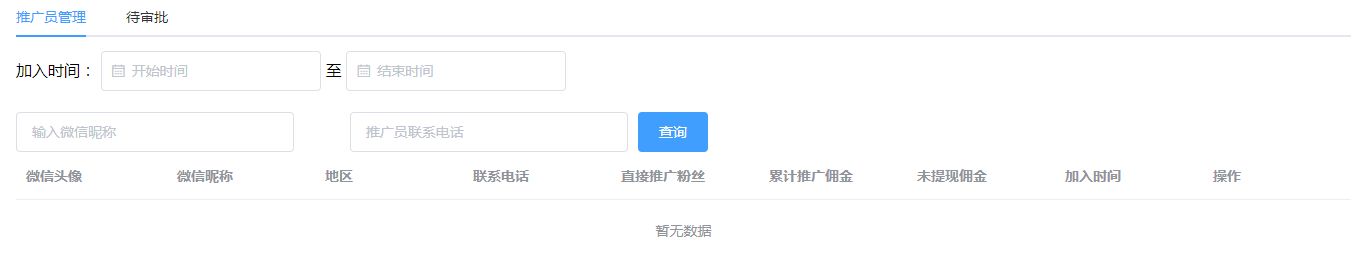 推广员管理 待审批
加入时间： 开始时间 至 结束时间
输入微信昵称 推广员联系电话 查询
微信头像 微信昵称 地区 联系电话 直接推广粉丝 累计推广佣金 未提现佣金 加入时间 操作
暂无数据